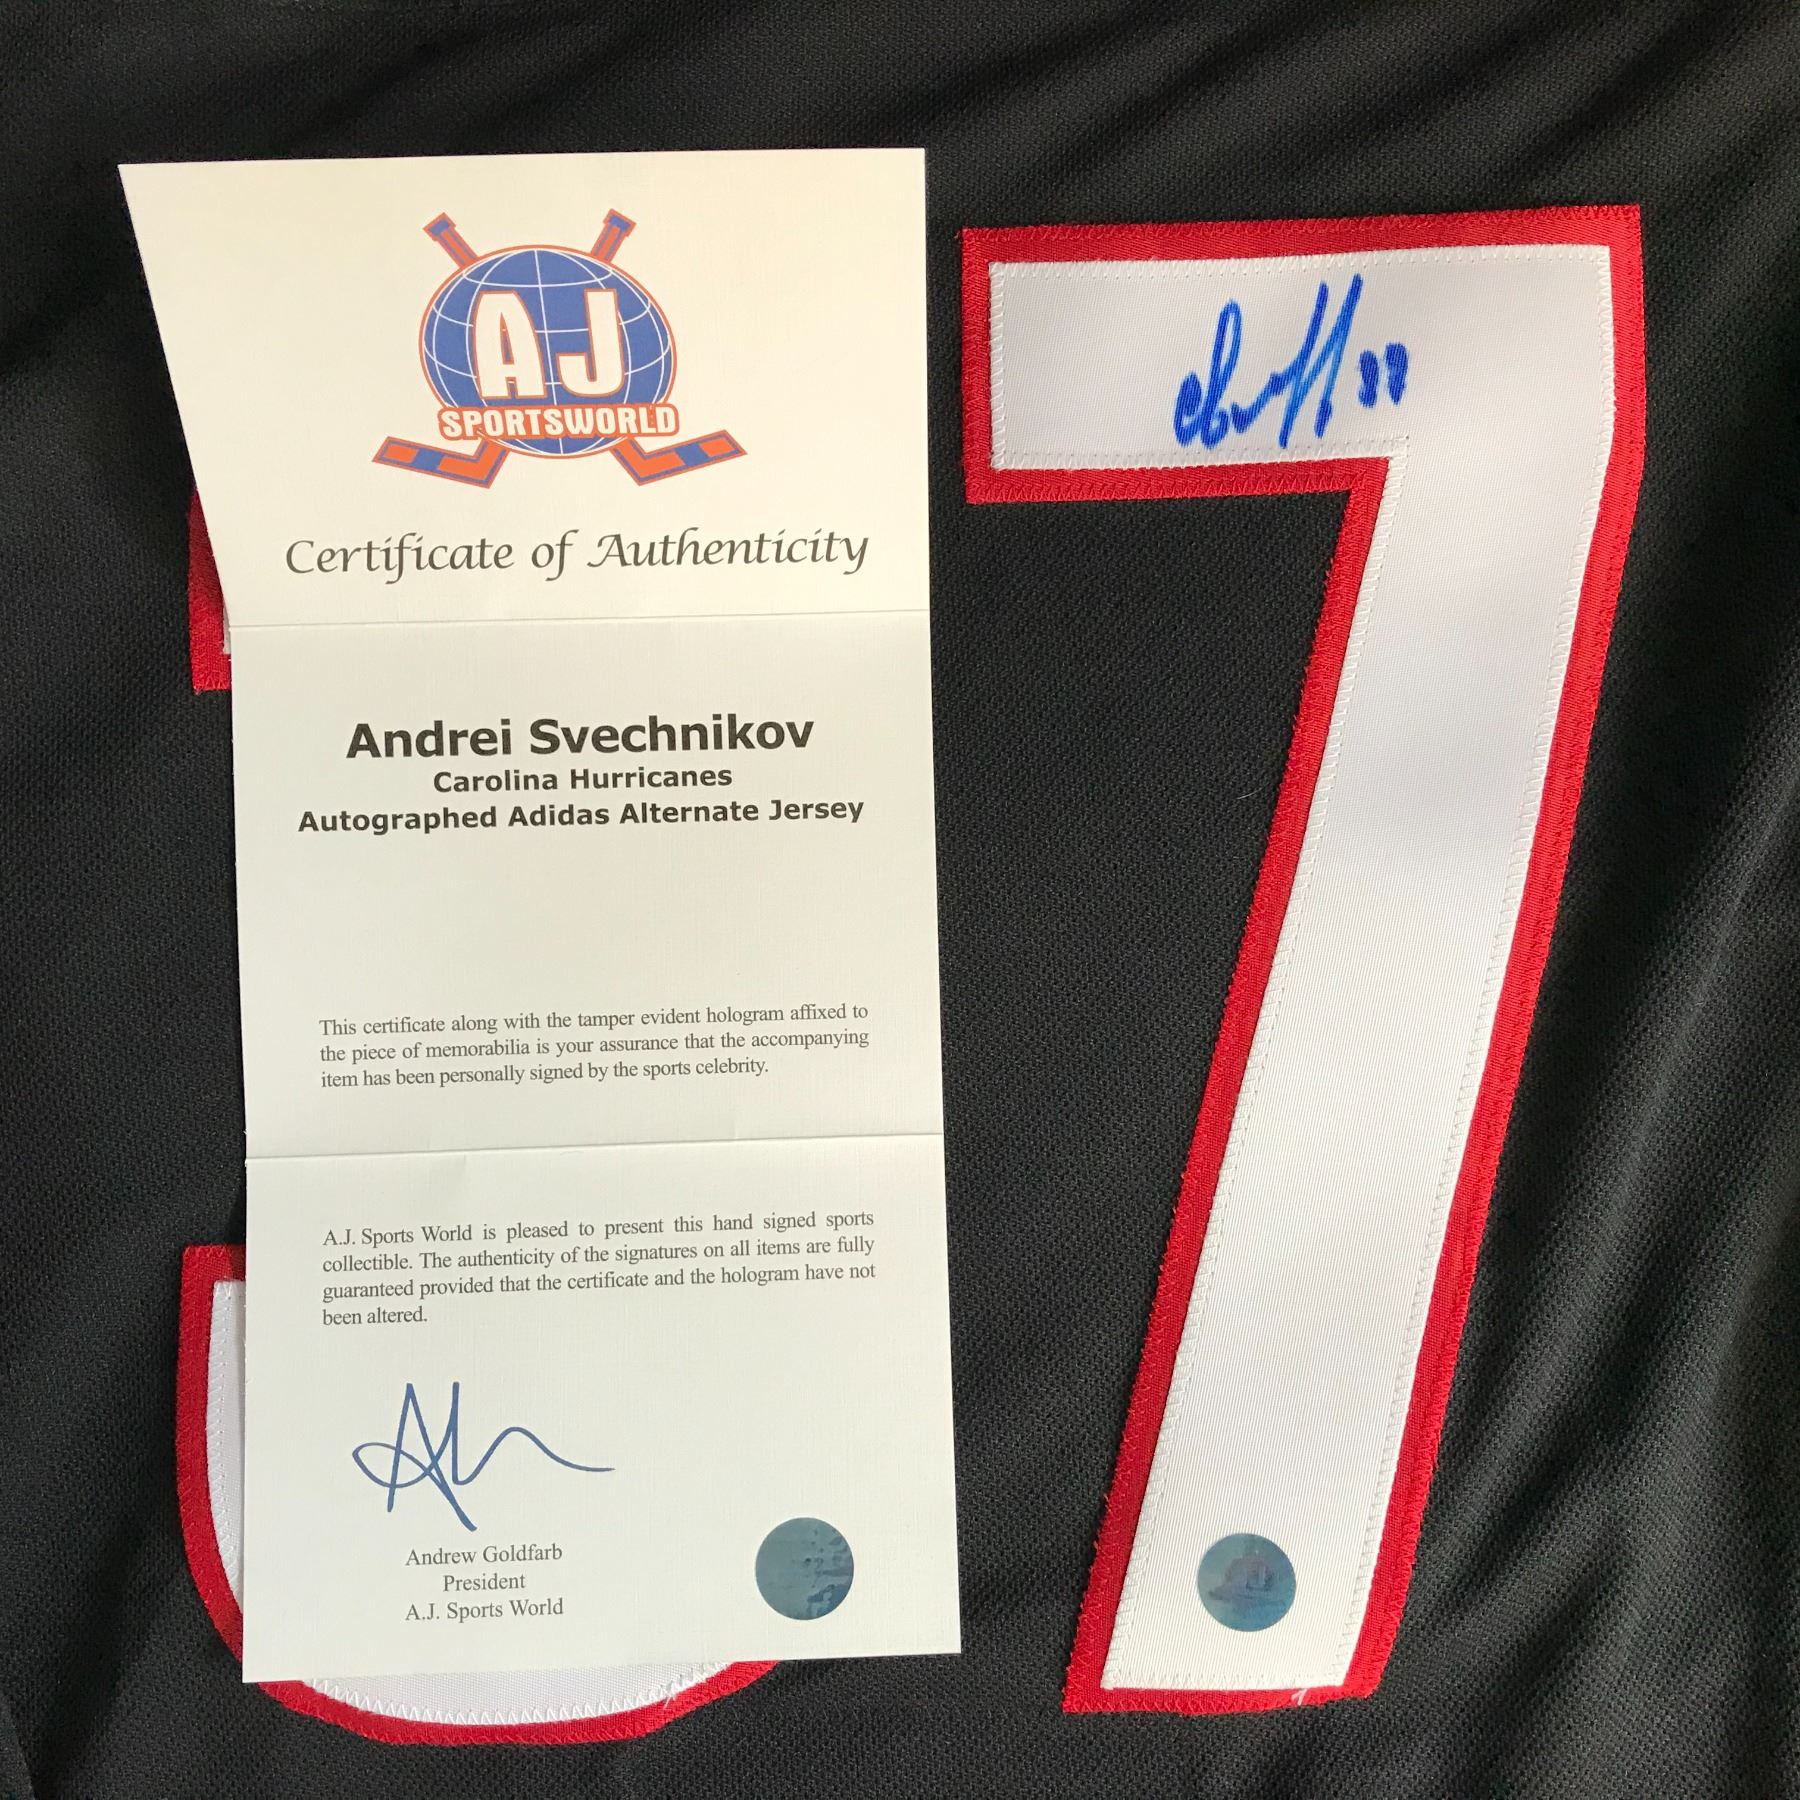 AJ
SPORTSWORLD
Certificate of Authenticity
Andrei Svechnikov
Carolina Hurricanes
Autographed Adidas Alternate Jersey
This certificate along with the tamper evident hologram affixed to
the piece of memorabilia is your assurance that the accompanying
item has been personally signed by the sports celebrity.
A.J. Sports World is pleased to present this hand signed sports
collectible. The authenticity of the signatures on all items are fully
guaranteed provided that the certificate and the hologram have not
been altered.
Andrew Goldfarb
President
A.J. Sports World
7
37
AJ